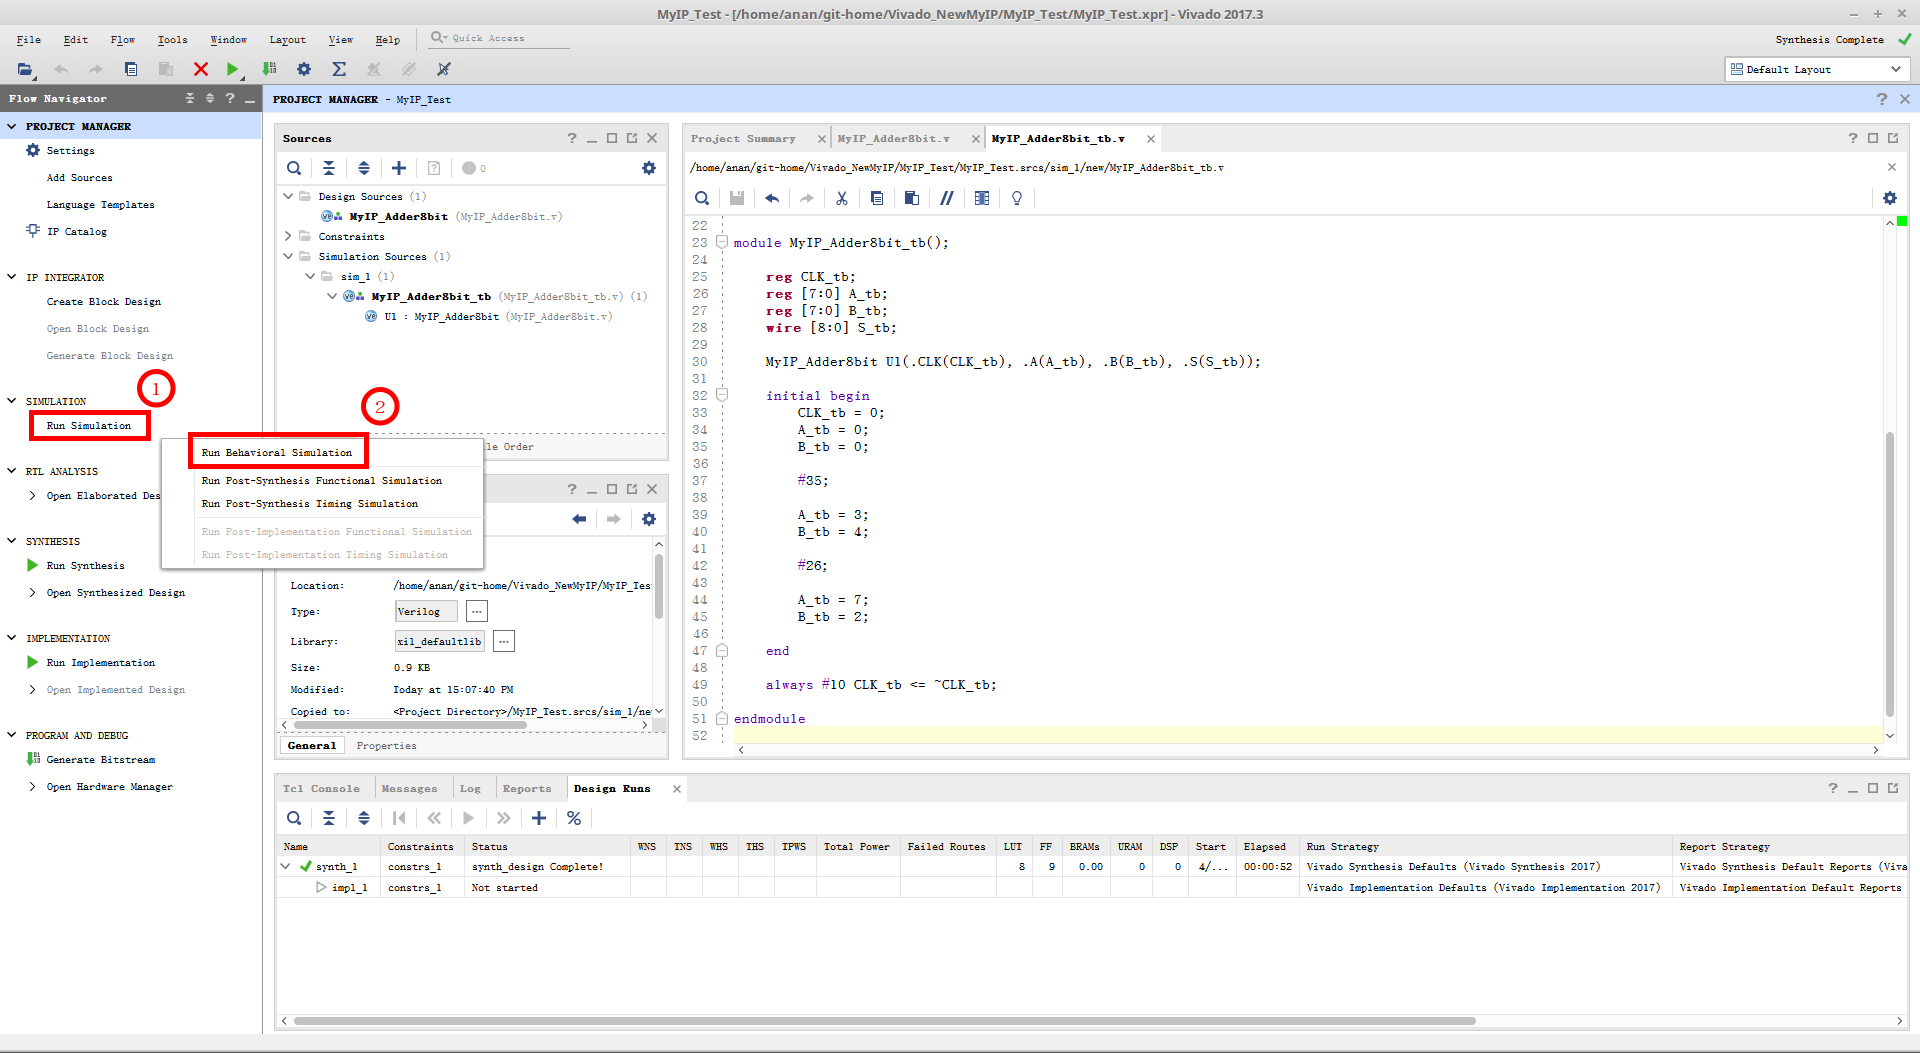 MyIP_Test - [/home/anan/git-home/Vivado_NewMyIP/MyIP_Test/MyIP_Test.xpr] - Vivado 2017.3
File Edit Flow Tools Window Layout View Help Quick Access
Synthesis Complete
Default Layout
Flow Navigator
PROJECT MANAGER
Settings
Add Sources
Language Templates
IP Catalog
IP INTEGRATOR
Create Block Design
Open Block Design
Generate Block Design
SIMULATION
1
Run Simulation
2
Run Behavioral Simulation
Run Post-Synthesis Functional Simulation
Run Post-Synthesis Timing Simulation
Run Post-Implementation Functional Simulation
Run Post-Implementation Timing Simulation
RTL ANALYSIS
Open Elaborated Des
SYNTHESIS
Run Synthesis
Open Synthesized Design
IMPLEMENTATION
Run Implementation
Open Implemented Design
PROGRAM AND DEBUG
Generate Bitstream
Open Hardware Manager
PROJECT MANAGER - MyIP_Test
Sources
0
Design Sources (1)
MyIP_Adder8bit (MyIP_Adder8bit.v)
Constraints
Simulation Sources (1)
sim_1 (1)
MyIP_Adder8bit_tb (MyIP_Adder8bit_tb.v) (1)
U1 : MyIP_Adder8bit (MyIP_Adder8bit.v)
le Order
Location: /home/anan/git-home/Vivado_NewMyIP/MyIP_Tes
Type: Verilog ...
Library: xil_defaultlib ...
Size: 0.9 KB
Modified: Today at 15:07:40 PM
Copied to: <Project Directory>/MyIP_Test.srcs/sim_1/ne
General Properties
Project Summary MyIP_Adder8bit.v MyIP_Adder8bit_tb.v
/home/anan/git-home/Vivado_NewMyIP/MyIP_Test/MyIP_Test.srcs/sim_1/new/MyIP_Adder8bit_tb.v
22
23 module MyIP_Adder8bit_tb();
24
25 reg CLK_tb;
26 reg [7:0] A_tb;
27 reg [7:0] B_tb;
28 wire [8:0] S_tb;
29
30 MyIP_Adder8bit U1(.CLK(CLK_tb), .A(A_tb), .B(B_tb), .S(S_tb));
31
32 initial begin
33 CLK_tb = 0;
34 A_tb = 0;
35 B_tb = 0;
36
37 #35;
38
39 A_tb = 3;
40 B_tb = 4;
41
42 #26;
43
44 A_tb = 7;
45 B_tb = 2;
46
47 end
48
49 always #10 CLK_tb <= ~CLK_tb;
50
51 endmodule
52
Tcl Console Messages Log Reports Design Runs
Name Constraints Status WNS TNS WHS THS TPWS Total Power Failed Routes LUT FF BRAMs URAM DSP Start Elapsed Run Strategy Report Strategy
synth_1 constrs_1 synth_design Complete! 8 9 0.00 0 0 4/... 00:00:52 Vivado Synthesis Defaults (Vivado Synthesis 2017) Vivado Synthesis Default Reports (Viva
impl_1 constrs_1 Not started Vivado Implementation Defaults (Vivado Implementation 2017) Vivado Implementation Default Reports